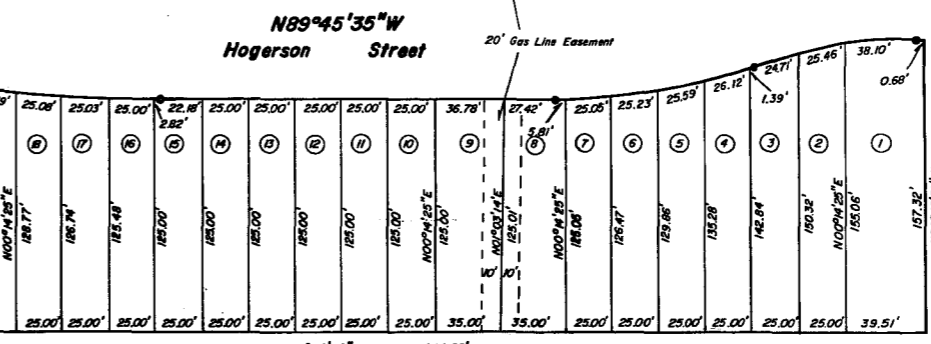 N89°45'35"W
Hogerson Street
20' Gas Line Easement
25.08' 25.03' 25.00' 22.18' 25.00' 25.00' 25.00' 25.00' 25.00' 36.78' 27.42' 25.05' 25.23' 25.59' 26.12' 24.71' 25.46' 38.10'
2.82' 5.81' 1.39' 0.68'
18 17 16 15 14 13 12 11 10 9 8 7 6 5 4 3 2 1
N00°14'25"E 128.77' 126.74' 125.48' 125.00' 125.00' 125.00' 125.00' 125.00' 125.00' N00°14'25"E 125.00' N01°03'14"E 125.01' N00°14'25"E 126.47 129.86' 135.28' 142.84' 150.32' N00°14'25"E 155.06' 157.32'
10' 10'
25.00' 25.00' 25.00' 25.00' 25.00' 25.00' 25.00' 25.00' 25.00' 35.00' 35.00' 25.00' 25.00' 25.00' 25.00' 25.00' 25.00' 39.51'